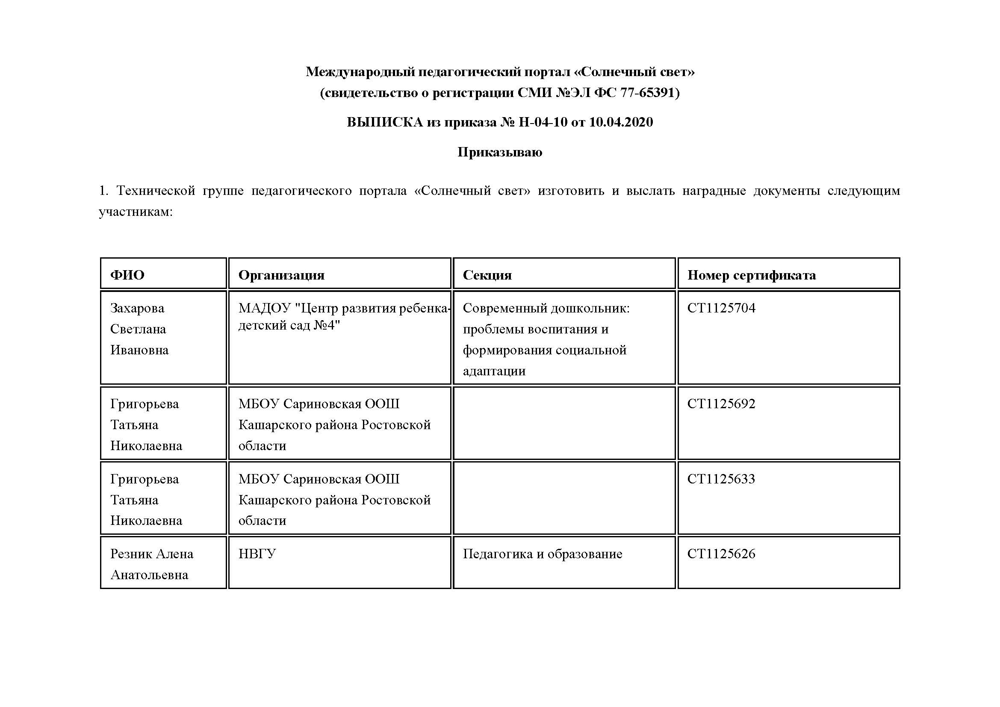 Международный педагогический портал «Солнечный свет»
(свидетельство о регистрации СМИ №ЭЛ ФС 77-65391)
ВЫПИСКА из приказа № Н-04-10 от 10.04.2020
Приказываю
1. Технической группе педагогического портала «Солнечный свет» изготовить и выслать наградные документы следующим
участникам:
ФИО
Организация
Секция
Номер сертификата
Захарова
Светлана
Ивановна
МАДОУ "Центр развития ребенка-
детский сад №4"
Современный дошкольник:
проблемы воспитания и
формирования социальной
адаптации
СТ1125704
Григорьева
Татьяна
Николаевна
МБОУ Сариновская ООШ
Кашарского района Ростовской
области
СТ1125692
Григорьева
Татьяна
Николаевна
МБОУ Сариновская ООШ
Кашарского района Ростовской
области
СТ1125633
Резник Алена
Анатольевна
НВГУ
Педагогика и образование
СТ1125626